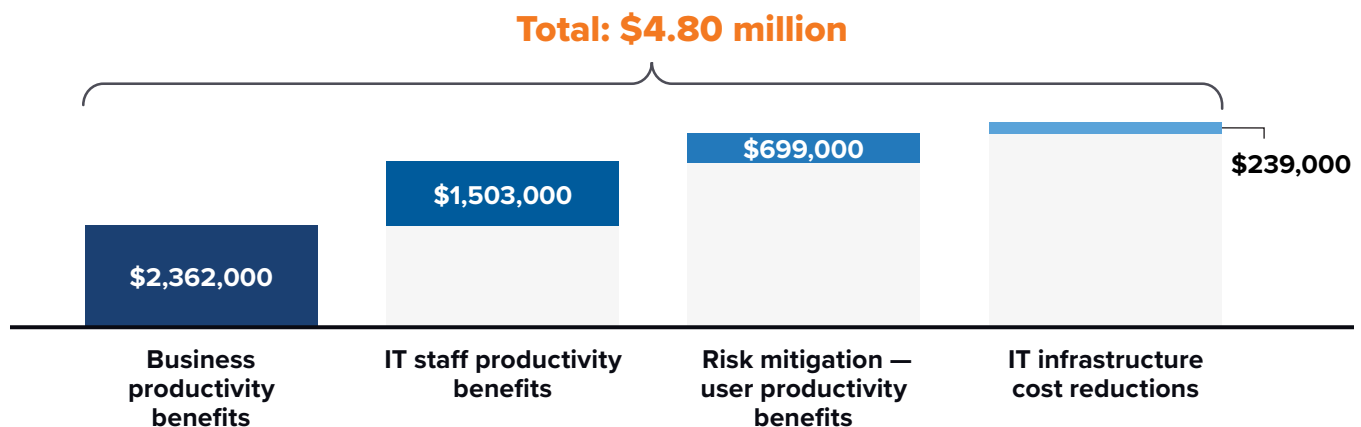 Total: $4.80 million
$2,362,000
$1,503,000
$699,000
$239,000
Business
productivity
benefits
IT staff productivity
benefits
Risk mitigation —
user productivity
benefits
IT infrastructure
cost reductions